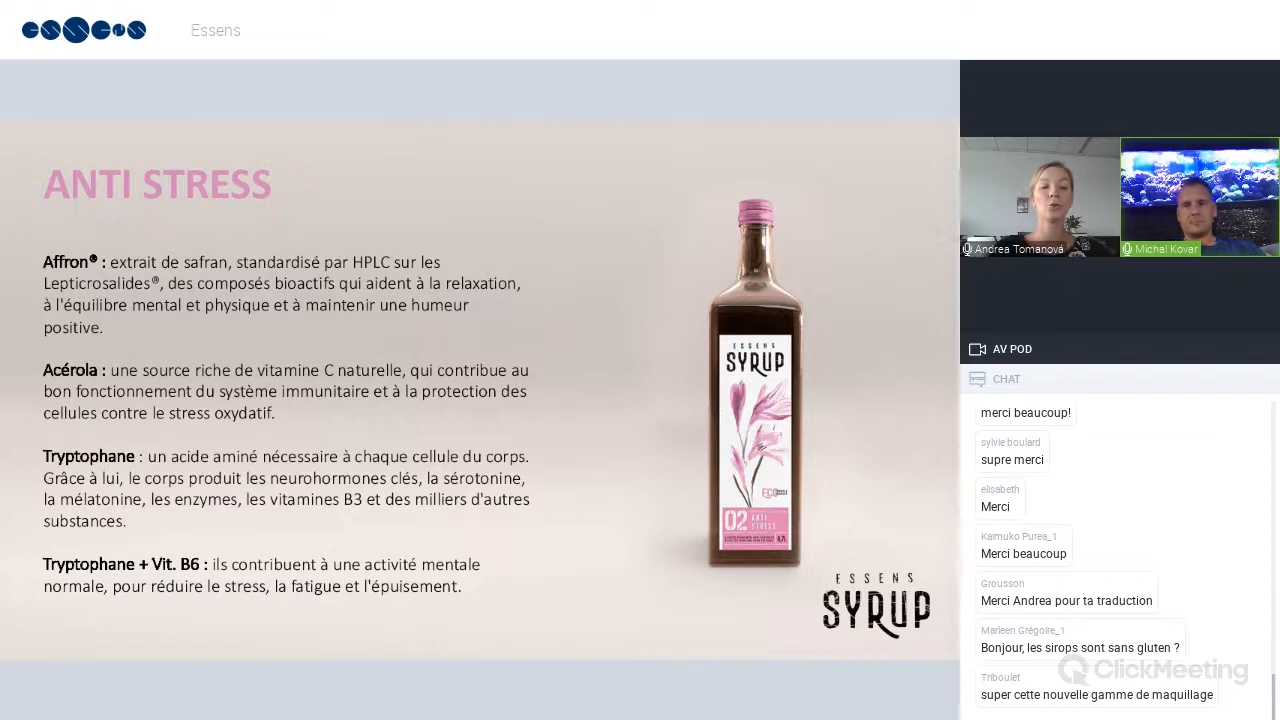 ESSENS
Essens
ANTI STRESS
Affron® : extrait de safran, standardisé par HPLC sur les
Lepticrosalides®, des composés bioactifs qui aident à la relaxation,
à l'équilibre mental et physique et à maintenir une humeur
positive.
Acérola : une source riche de vitamine C naturelle, qui contribue au
bon fonctionnement du système immunitaire et à la protection des
cellules contre le stress oxydatif.
Tryptophane : un acide aminé nécessaire à chaque cellule du corps.
Grâce à lui, le corps produit les neurohormones clés, la sérotonine,
la mélatonine, les enzymes, les vitamines B3 et des milliers d'autres
substances.
Tryptophane + Vit. B6 : ils contribuent à une activité mentale
normale, pour réduire le stress, la fatigue et l'épuisement.
ESSENS
SYRUP
ECO
02 ANTI
STRESS
0,7L
ESSENS
SYRUP
Andrea Tomanová
Michal Kovar
AV POD
CHAT
merci beaucoup!
sylvie boulard
supre merci
elisabeth
Merci
Kaimuko Purea_1
Merci beaucoup
Grousson
Merci Andrea pour ta traduction
Marleen Grégoire_1
Bonjour, les sirops sont sans gluten ?
ClickMeeting
Triboulet
super cette nouvelle gamme de maquillage